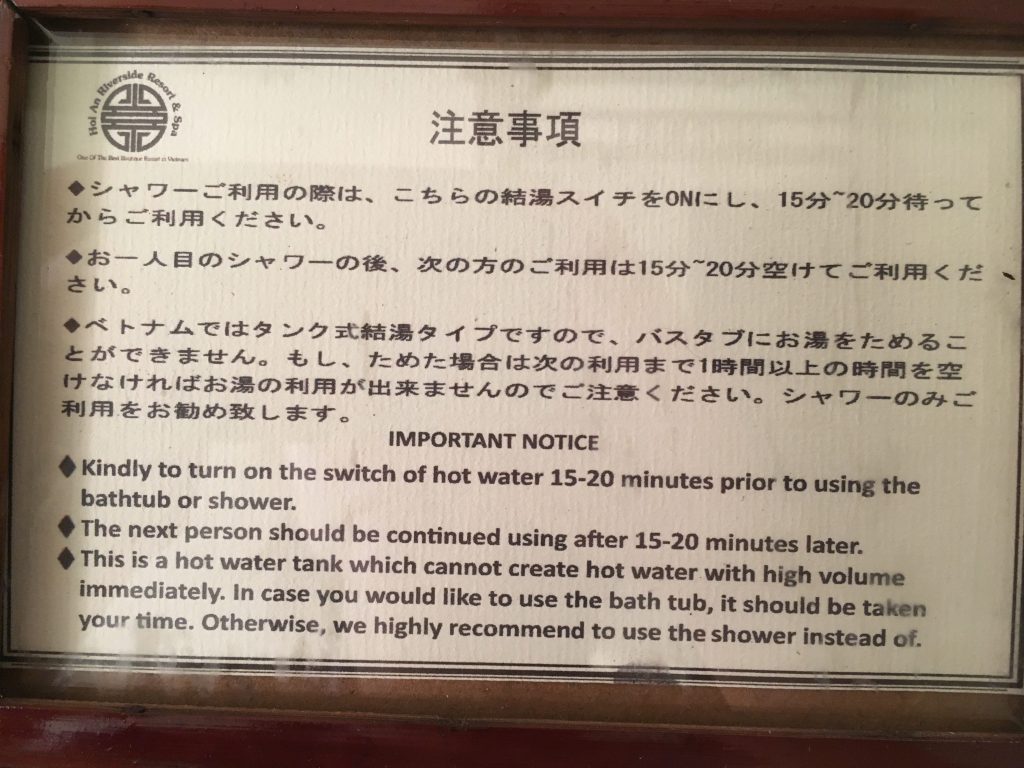 Hoi An Riverside Resort & Spa
One Of The Best Boutique Resort in Vietnam
注意事項
◆シャワーご利用の際は、こちらの結湯スイチをONにし、15分~20分待って
からご利用ください。
◆お一人目のシャワーの後、次の方のご利用は15分~20分空けてご利用くだ
さい。
◆ベトナムではタンク式結湯タイプですので、バスタブにお湯をためるこ
とができません。もし、ためた場合は次の利用まで1時間以上の時間を空
けなければお湯の利用が出来ませんのでご注意ください。シャワーのみご
利用をお勧め致します。
IMPORTANT NOTICE
◆Kindly to turn on the switch of hot water 15-20 minutes prior to using the
bathtub or shower.
◆The next person should be continued using after 15-20 minutes later.
◆This is a hot water tank which cannot create hot water with high volume
immediately. In case you would like to use the bath tub, it should be taken
your time. Otherwise, we highly recommend to use the shower instead of.